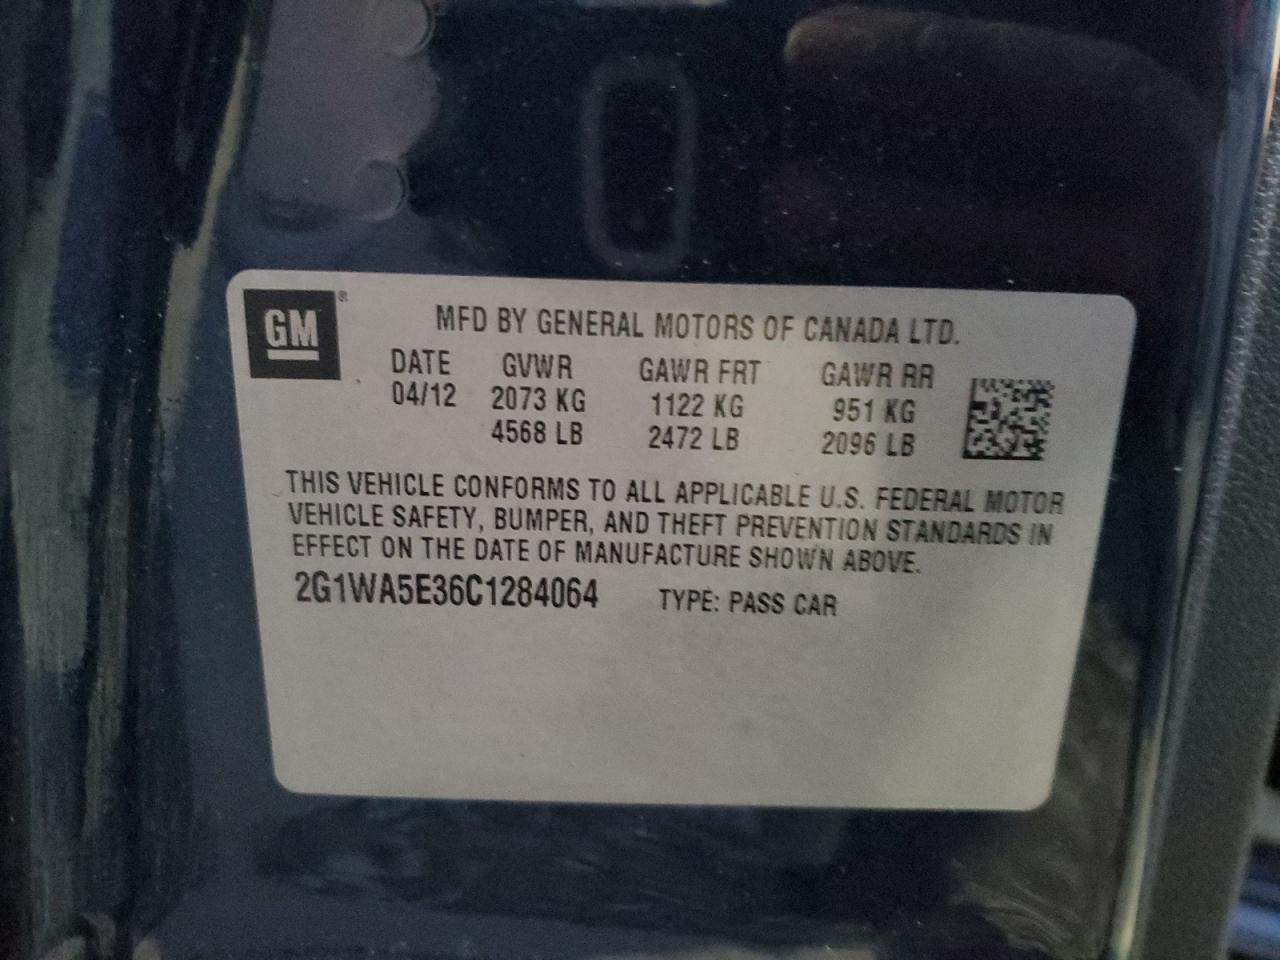 GM®
MFD BY GENERAL MOTORS OF CANADA LTD.
DATE GVWR GAWR FRT GAWR RR
04/12 2073 KG 1122 KG 951 KG
4568 LB 2472 LB 2096 LB
THIS VEHICLE CONFORMS TO ALL APPLICABLE U.S. FEDERAL MOTOR
VEHICLE SAFETY, BUMPER, AND THEFT PREVENTION STANDARDS IN
EFFECT ON THE DATE OF MANUFACTURE SHOWN ABOVE.
2G1WA5E36C1284064 TYPE: PASS CAR